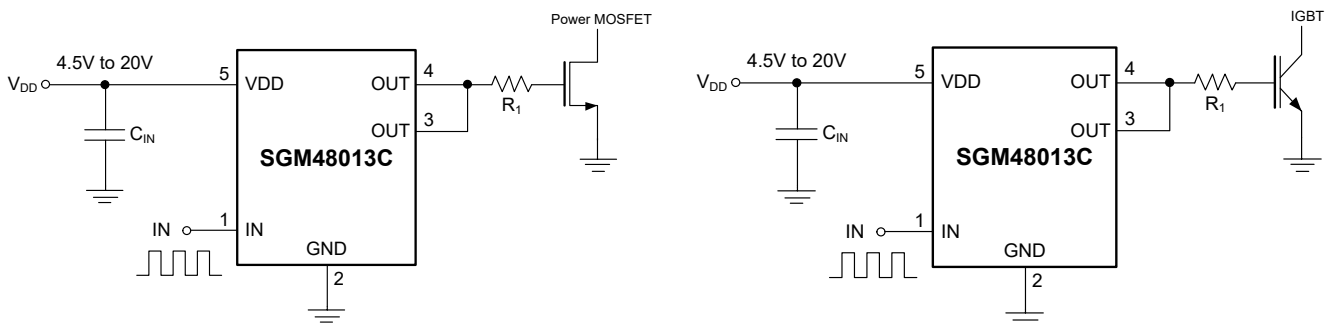 Power MOSFET
4.5V to 20V
VDD
5
VDD
OUT
4
R1
OUT
3
CIN
SGM48013C
IN
1
IN
GND
2
IGBT
4.5V to 20V
VDD
5
VDD
OUT
4
R1
OUT
3
CIN
SGM48013C
IN
1
IN
GND
2